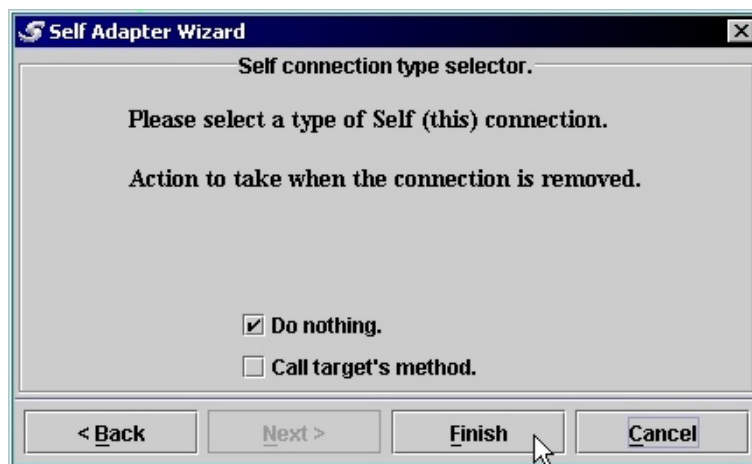 Self Adapter Wizard
Self connection type selector.
Please select a type of Self (this) connection.
Action to take when the connection is removed.
Do nothing.
Call target's method.
< Back
Next >
Finish
Cancel